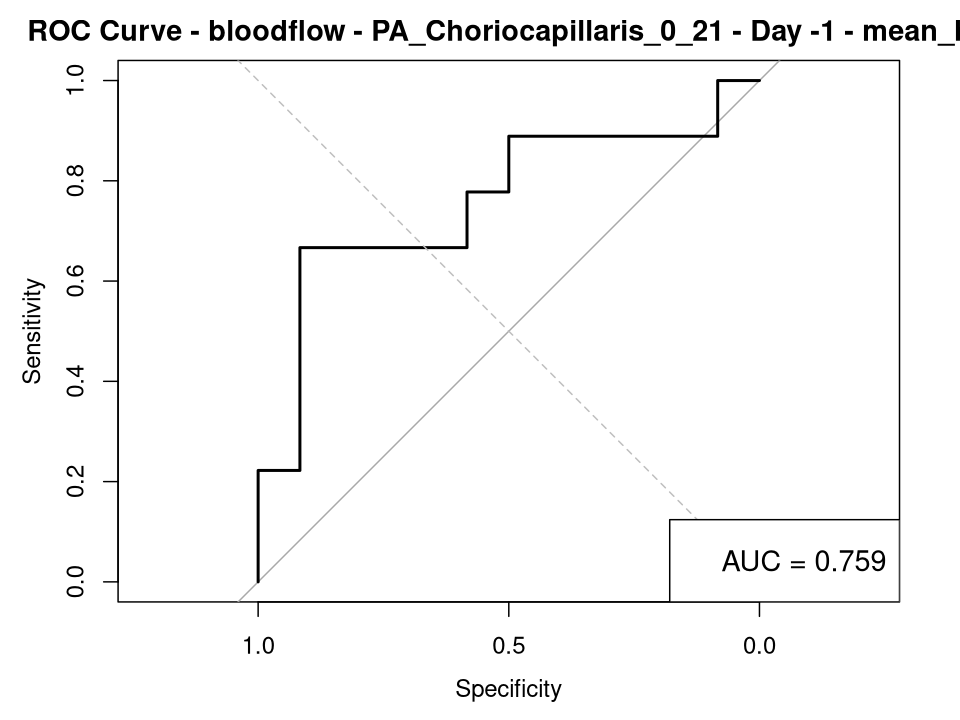 ROC Curve - bloodflow - PA_Choriocapillaris_0_21 - Day -1 - mean_
Sensitivity
1.0
0.8
0.6
0.4
0.2
0.0
AUC = 0.759
1.0 0.5 0.0
Specificity